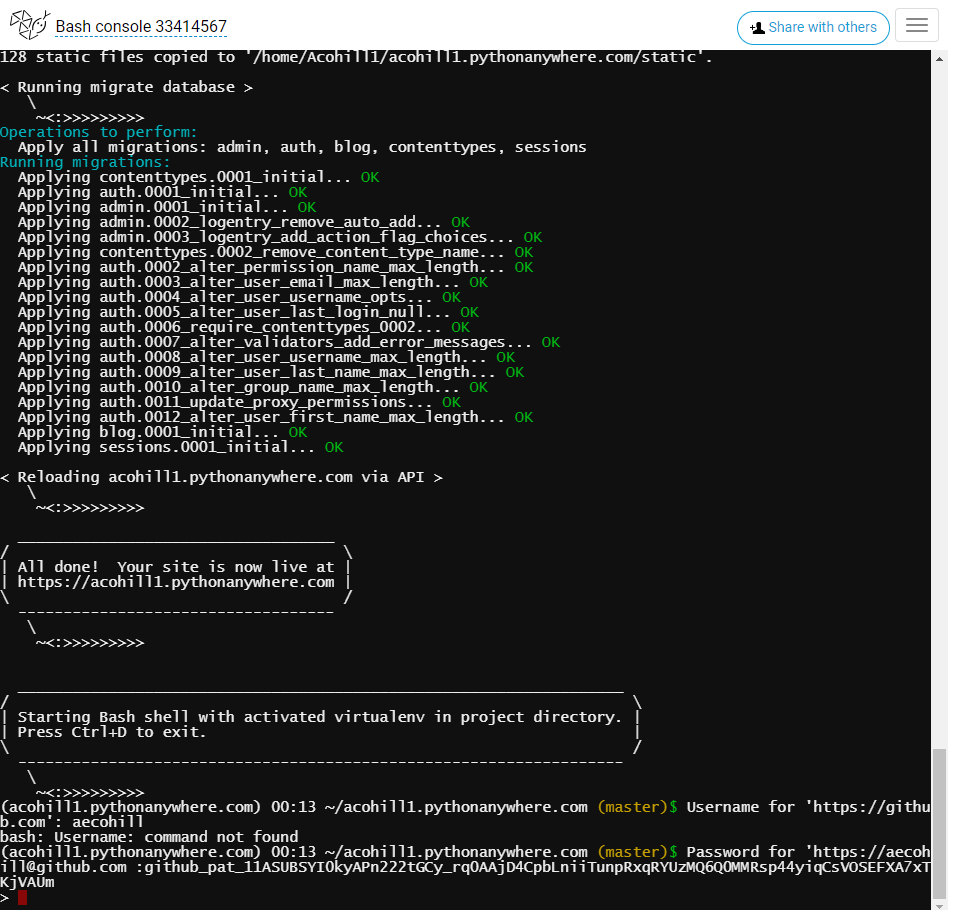 Bash console 33414567
Share with others
128 static files copied to '/home/Acohill1/acohill1.pythonanywhere.com/static'.
< Running migrate database >
\
~<:>>>>>>>>>
Operations to perform:
Apply all migrations: admin, auth, blog, contenttypes, sessions
Running migrations:
Applying contenttypes.0001_initial... OK
Applying auth.0001_initial... OK
Applying admin.0001_initial... OK
Applying admin.0002_logentry_remove_auto_add... OK
Applying admin.0003_logentry_add_action_flag_choices... OK
Applying contenttypes.0002_remove_content_type_name... OK
Applying auth.0002_alter_permission_name_max_length... OK
Applying auth.0003_alter_user_email_max_length... OK
Applying auth.0004_alter_user_username_opts... OK
Applying auth.0005_alter_user_last_login_null... OK
Applying auth.0006_require_contenttypes_0002... OK
Applying auth.0007_alter_validators_add_error_messages... OK
Applying auth.0008_alter_user_username_max_length... OK
Applying auth.0009_alter_user_last_name_max_length... OK
Applying auth.0010_alter_group_name_max_length... OK
Applying auth.0011_update_proxy_permissions... OK
Applying auth.0012_alter_user_first_name_max_length... OK
Applying blog.0001_initial... OK
Applying sessions.0001_initial... OK
< Reloading acohill1.pythonanywhere.com via API >
\
~<:>>>>>>>>>
___________________________________
/ \
| All done!  Your site is now live at |
| https://acohill1.pythonanywhere.com |
\ /
-----------------------------------
\
~<:>>>>>>>>>
___________________________________________________________________
/ \
| Starting Bash shell with activated virtualenv in project directory. |
| Press Ctrl+D to exit. |
\ /
-------------------------------------------------------------------
\
~<:>>>>>>>>>
(acohill1.pythonanywhere.com) 00:13 ~/acohill1.pythonanywhere.com (master)$ Username for 'https://githu
b.com': aecohill
bash: Username: command not found
(acohill1.pythonanywhere.com) 00:13 ~/acohill1.pythonanywhere.com (master)$ Password for 'https://aecoh
ill@github.com :
>